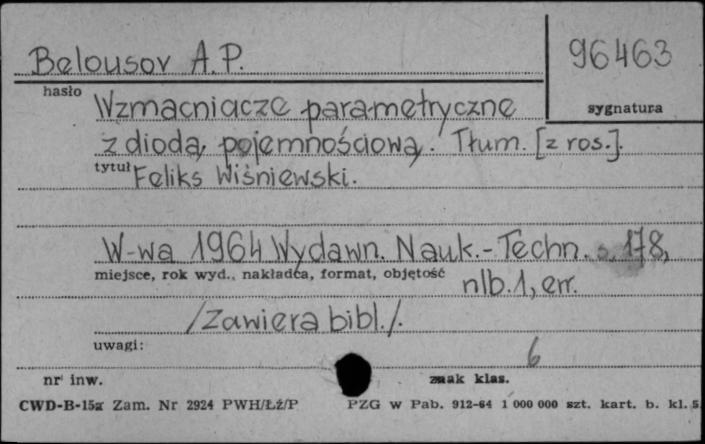 Belousov A.P.
96463
hasło
sygnatura
Wzmacniacze parametryczne
z diodą pojemnościową. Tłum. [z ros.].
tytuł Feliks Wiśniewski.
W-wa 1964 Wydawn. Nauk.-Techn. s. 178,
miejsce, rok wyd., nakładca, format, objętość
nlb. 1, err.
/Zawiera bibl./.
uwagi:
6
nr inw.
znak klas.
CWD-B-15a Zam. Nr 2924 PWH/Łź/P
PZG w Pab. 912-64 1 000 000 szt. kart. b. kl. 5